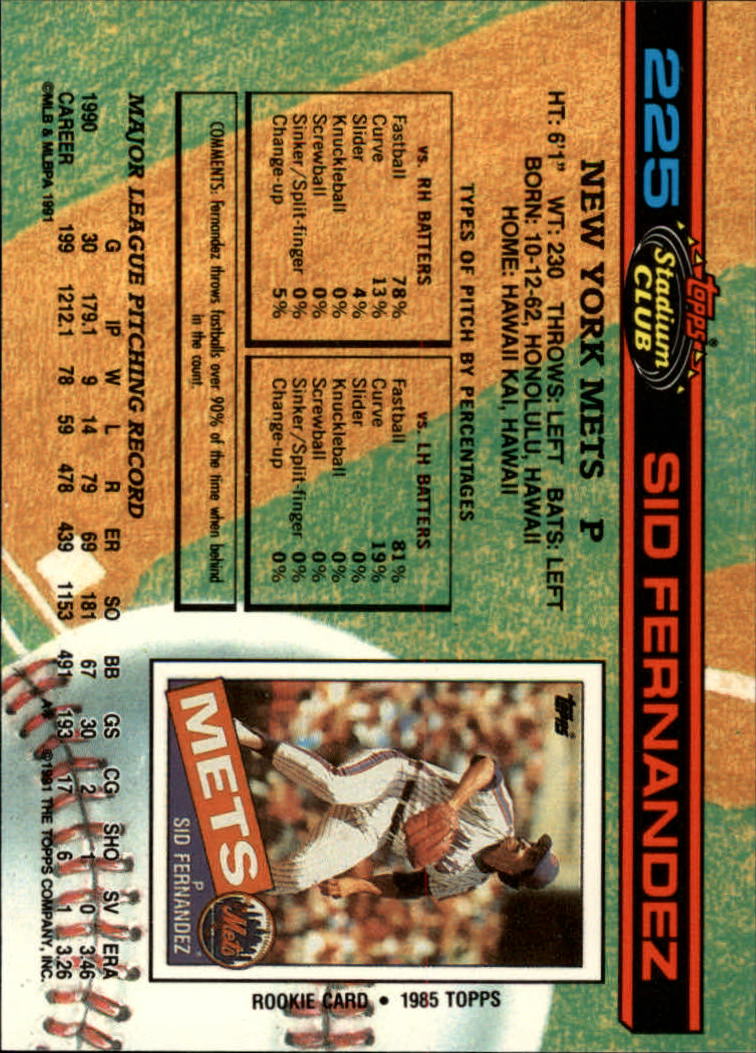 225 Topps® Stadium CLUB SID FERNANDEZ
NEW YORK METS P
HT: 6'1" WT: 230 THROWS: LEFT BATS: LEFT
BORN: 10-12-62, HONOLULU, HAWAII
HOME: HAWAII KAI, HAWAII
TYPES OF PITCH BY PERCENTAGES
vs. RH BATTERS
Fastball 78%
Curve 13%
Slider 4%
Knuckleball 0%
Screwball 0%
Sinker/Split-finger 0%
Change-up 5%
vs. LH BATTERS
Fastball 81%
Curve 19%
Slider 0%
Knuckleball 0%
Screwball 0%
Sinker/Split-finger 0%
Change-up 0%
COMMENTS: Fernandez throws fastballs over 90% of the time when behind
in the count.
Topps
METS
P
SID FERNANDEZ
Mets
ROOKIE CARD • 1985 TOPPS
MAJOR LEAGUE PITCHING RECORD
G IP W L R ER SO BB GS CG SHO SV ERA
1990 30 179.1 9 14 79 69 181 67 30 2 1 0 3.46
CAREER 199 1212.1 78 59 478 439 1153 491 193 17 6 1 3.26
©MLB & MLBPA 1991 A* ©1991 THE TOPPS COMPANY, INC.